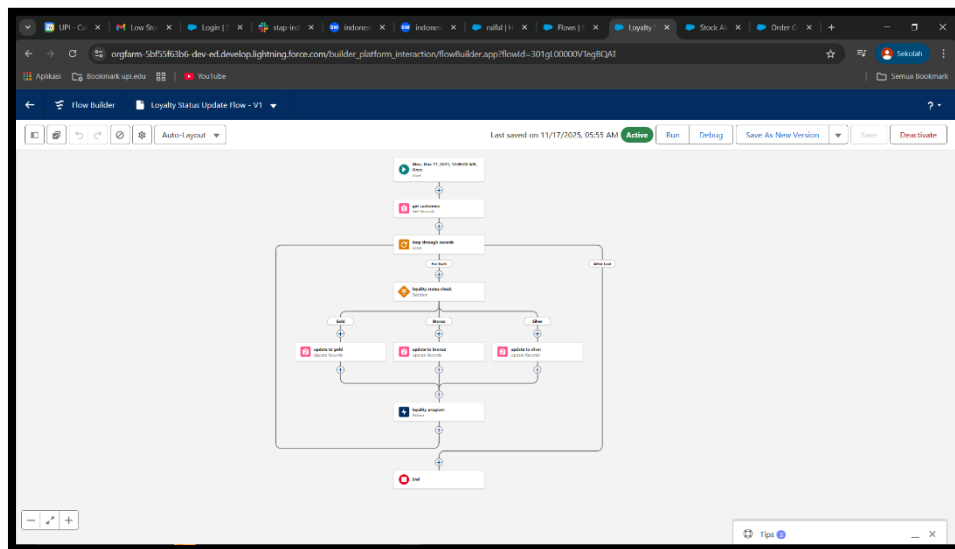 UPI - Co
Low Sto
Login | S
stap-ind
indones
indones
raifal | H
Flows | S
Loyalty
Stock Al
Order C
orgfarm-5bf55f63b6-dev-ed.develop.lightning.force.com/builder_platform_interaction/flowBuilder.app?flowId=301gL00000VTegBQAT
Sekolah
Aplikasi
Bookmark upi.edu
YouTube
Semua Bookmark
Flow Builder
Loyalty Status Update Flow - V1
?
Auto-Layout
Last saved on 11/17/2025, 05:55 AM
Active
Run
Debug
Save As New Version
Save
Deactivate
Start
get customers
Get Records
loop through records
Loop
For Each
After Last
loyality status check
Decision
Gold
Bronze
Silver
update to gold
Update Records
update to bronze
Update Records
update to silver
Update Records
loyality program
Action
End
Tips